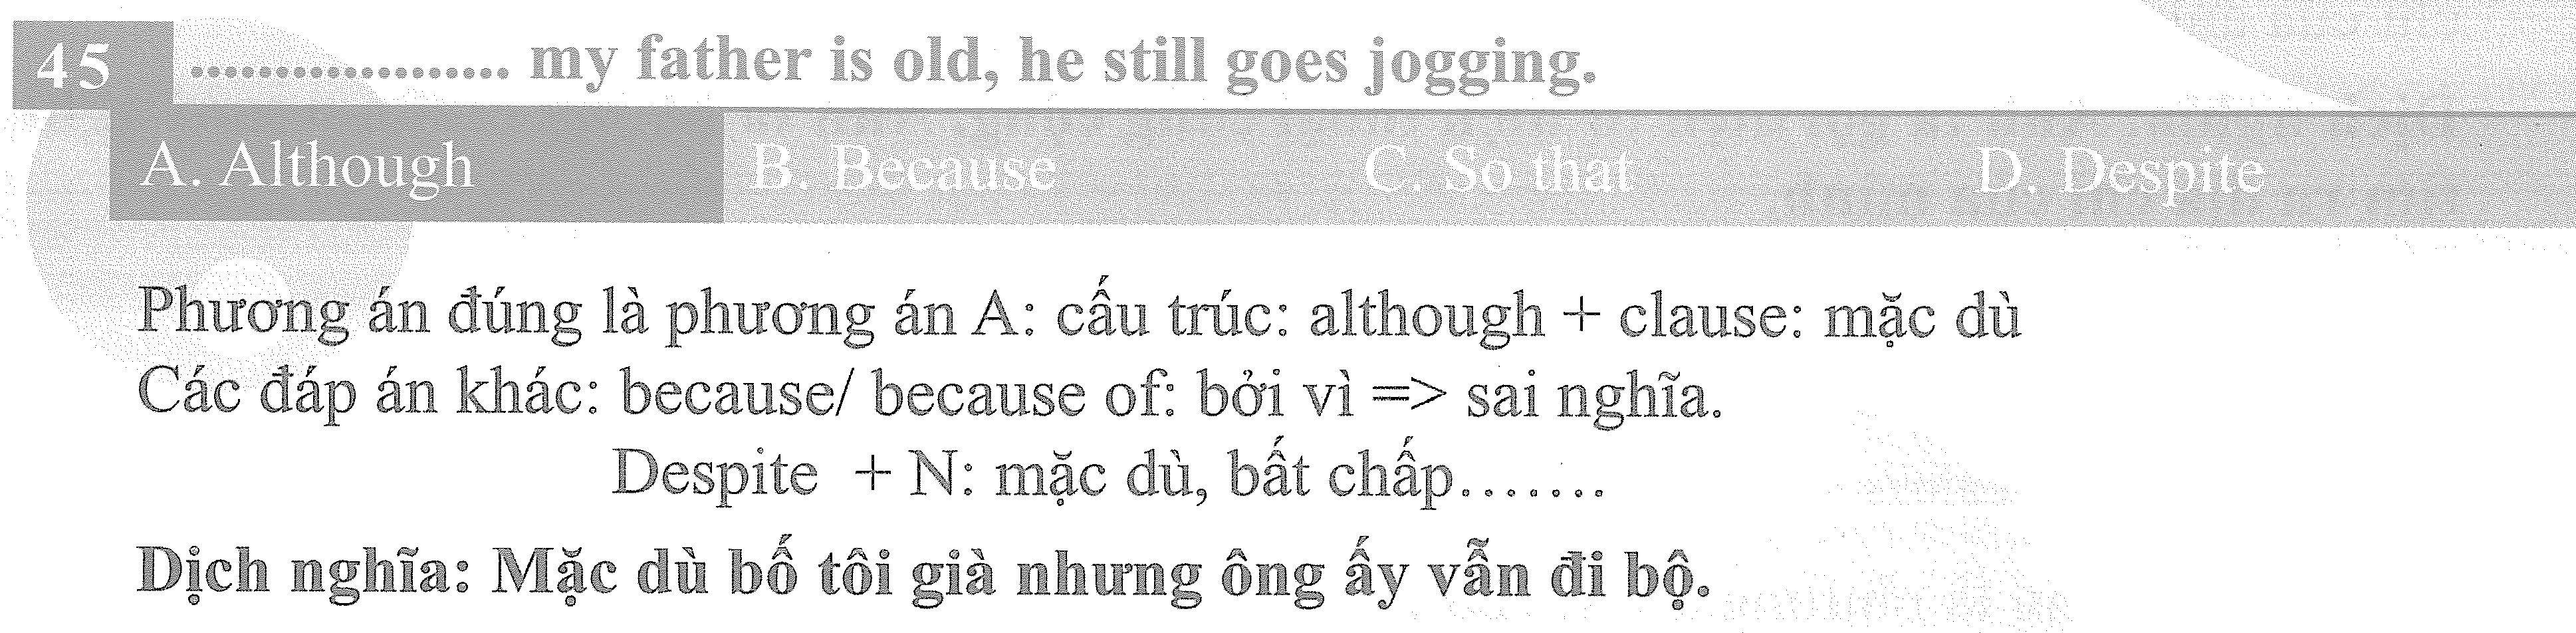 45 .................. my father is old, he still goes jogging.
A. Although B. Because C. So that D. Despite
Phương án đúng là phương án A: cấu trúc: although + clause: mặc dù
Các đáp án khác: because/ because of: bởi vì => sai nghĩa.
Despite + N: mặc dù, bất chấp.......
Dịch nghĩa: Mặc dù bố tôi già nhưng ông ấy vẫn đi bộ.